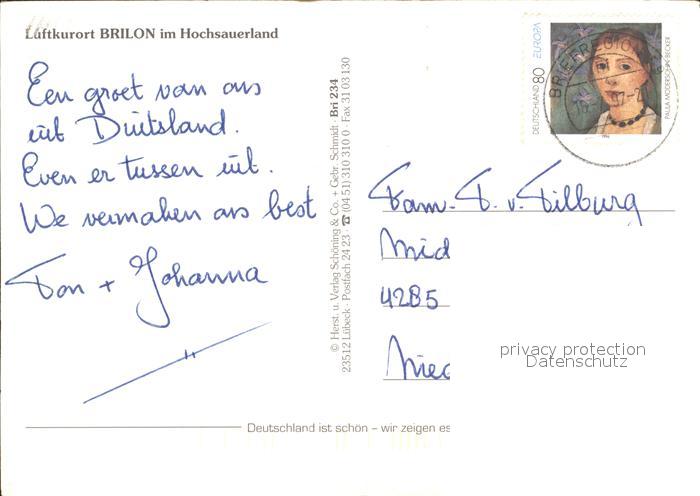 Luftkurort BRILON im Hochsauerland
Een groet van ons
uit Duitsland.
Even er tussen uit.
We vermaken ons best
Ton + Johanna
© Herst. u. Verlag Schöning & Co. + Gebr. Schmidt · Bri 234
23512 Lübeck · Postfach 24 23 · ☎ (04 51) 310 310 0 · Fax 31 03 130
DEUTSCHLAND 80 EUROPA
PAULA MODERSOHN-BECKER
1996
BRIEFREGION
Fam. T. v. Tilburg
Mid
4285
Nieu
privacy protection
Datenschutz
Deutschland ist schön – wir zeigen es